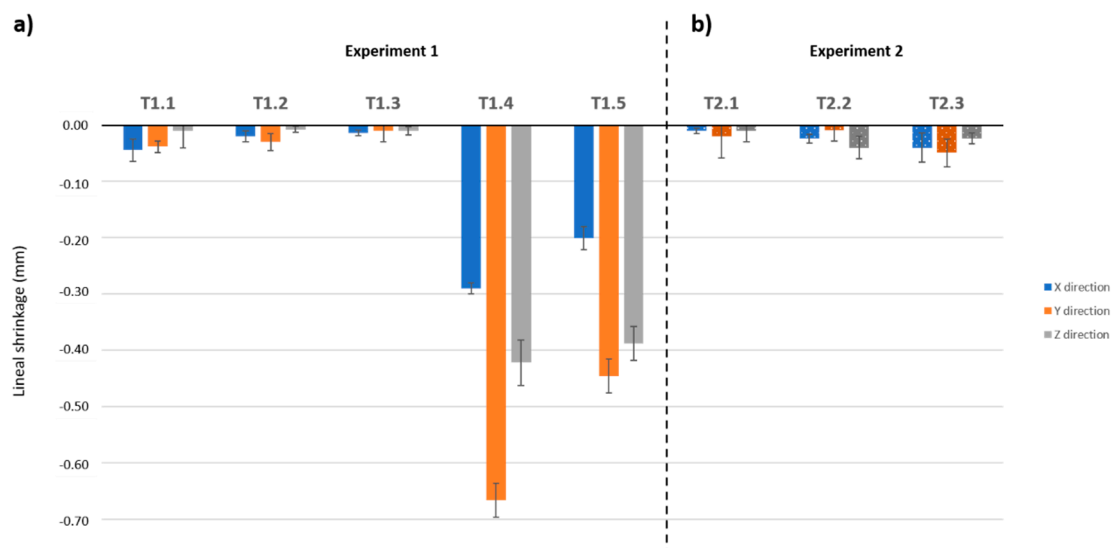 a)
b)
Experiment 1
Experiment 2
T1.1
T1.2
T1.3
T1.4
T1.5
T2.1
T2.2
T2.3
0.00
-0.10
-0.20
-0.30
-0.40
-0.50
-0.60
-0.70
Lineal shrinkage (mm)
X direction
Y direction
Z direction